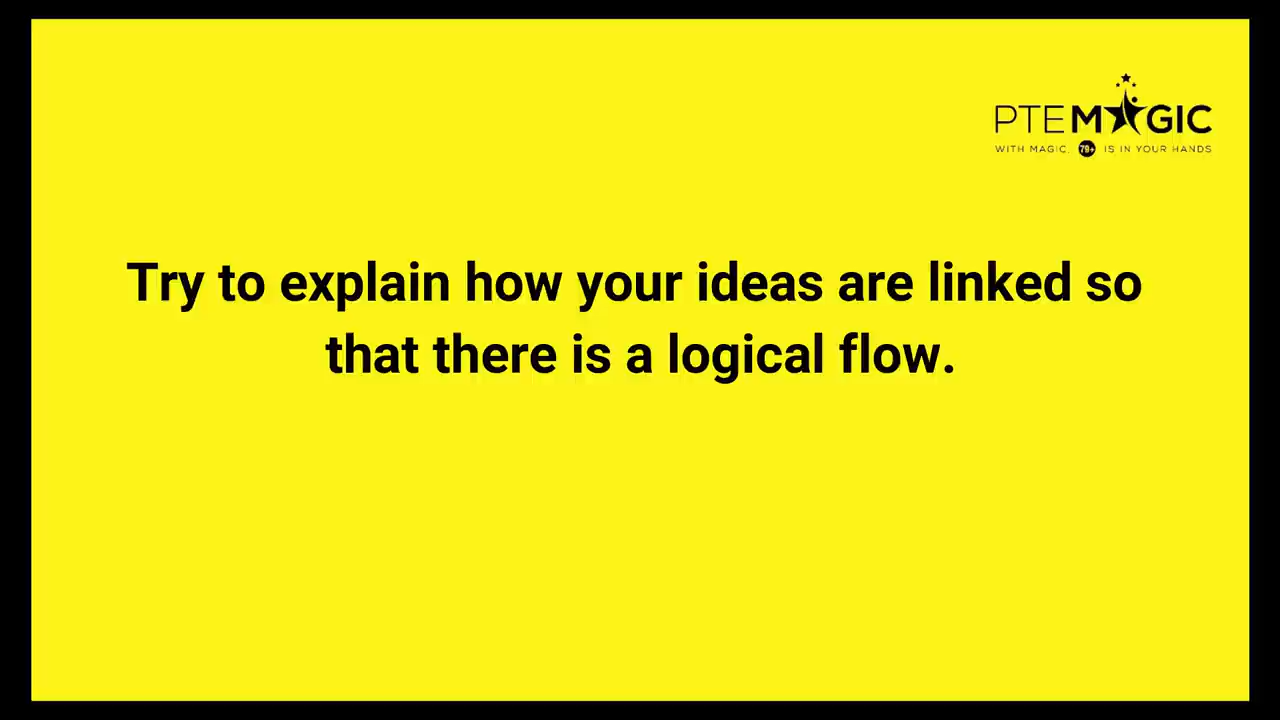 PTEMAGIC
WITH MAGIC, 79+ IS IN YOUR HANDS
Try to explain how your ideas are linked so
that there is a logical flow.